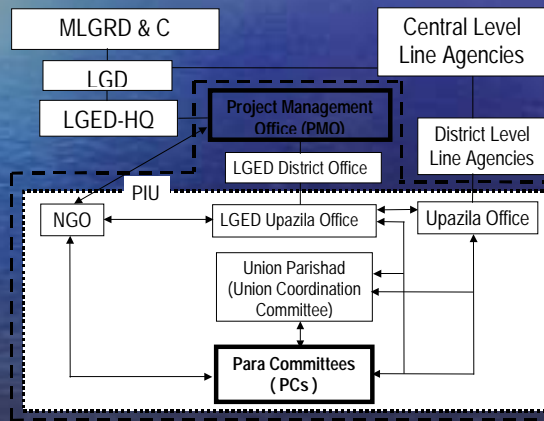 MLGRD & C
Central Level
Line Agencies
LGD
LGED-HQ
Project Management
Office (PMO)
District Level
Line Agencies
LGED District Office
PIU
NGO
LGED Upazila Office
Upazila Office
Union Parishad
(Union Coordination
Committee)
Para Committees
( PCs )